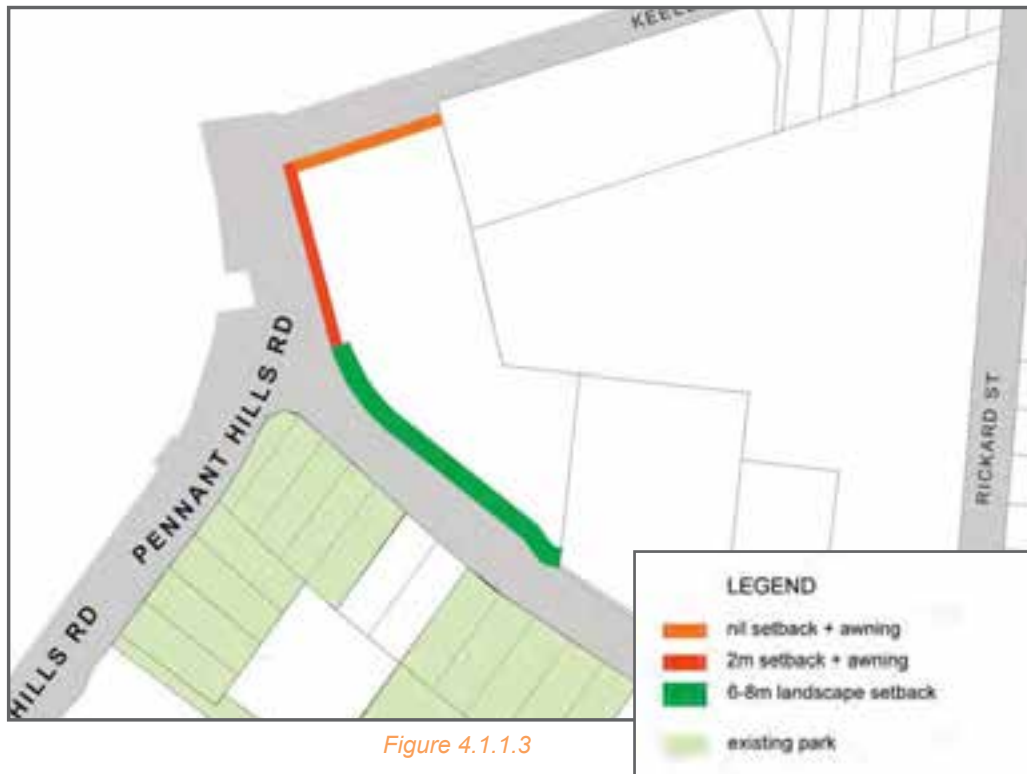 PENNANT HILLS RD
HILLS RD
RICKARD ST
LEGEND
nil setback + awning
2m setback + awning
6-8m landscape setback
existing park
Figure 4.1.1.3